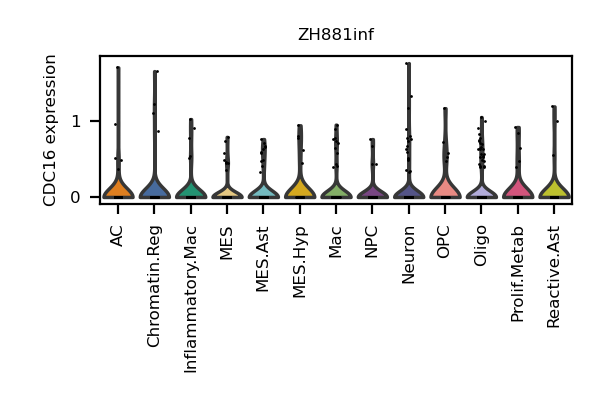 ZH881inf
CDC16 expression
1
0
AC
Chromatin.Reg
Inflammatory.Mac
MES
MES.Ast
MES.Hyp
Mac
NPC
Neuron
OPC
Oligo
Prolif.Metab
Reactive.Ast